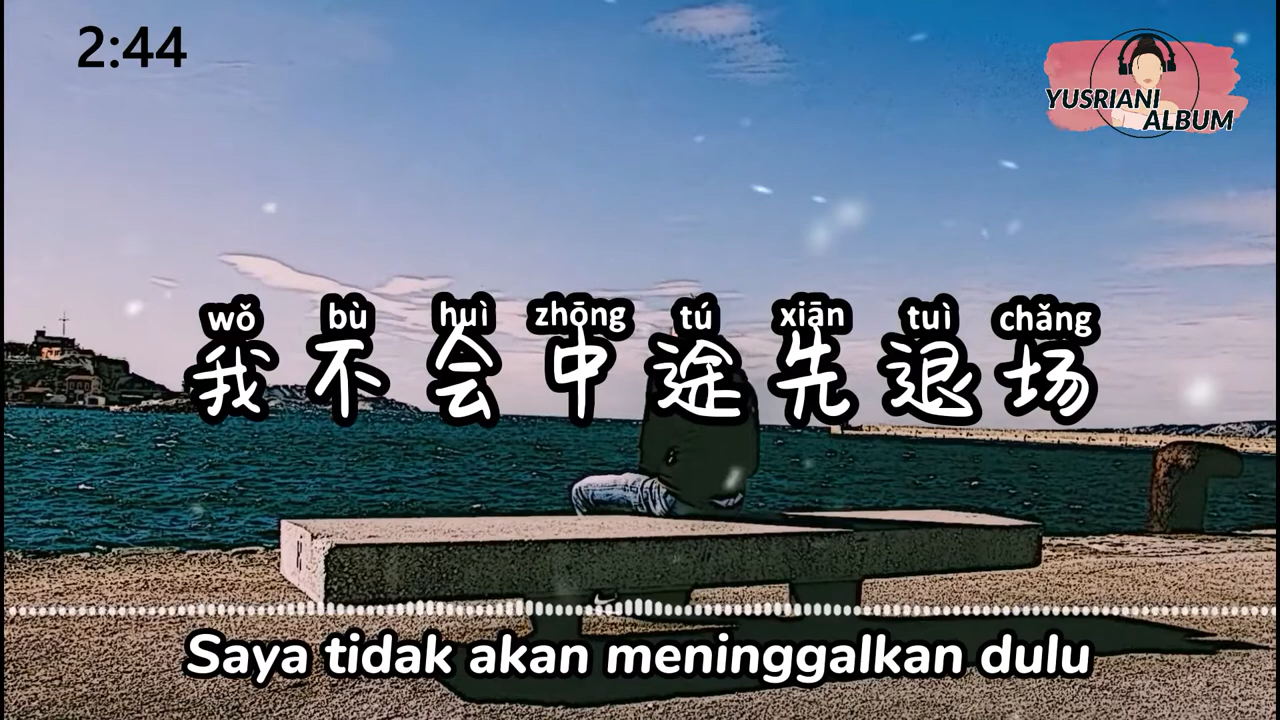 2:44
YUSRIANI
ALBUM
wǒ bù huì zhōng tú xiān tuì chǎng
我不会中途先退场
Saya tidak akan meninggalkan dulu